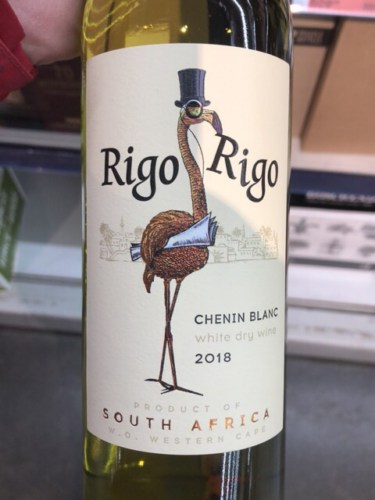 Rigo Rigo
CHENIN BLANC
white dry wine
2018
PRODUCT OF
SOUTH AFRICA
W.O. WESTERN CAPE